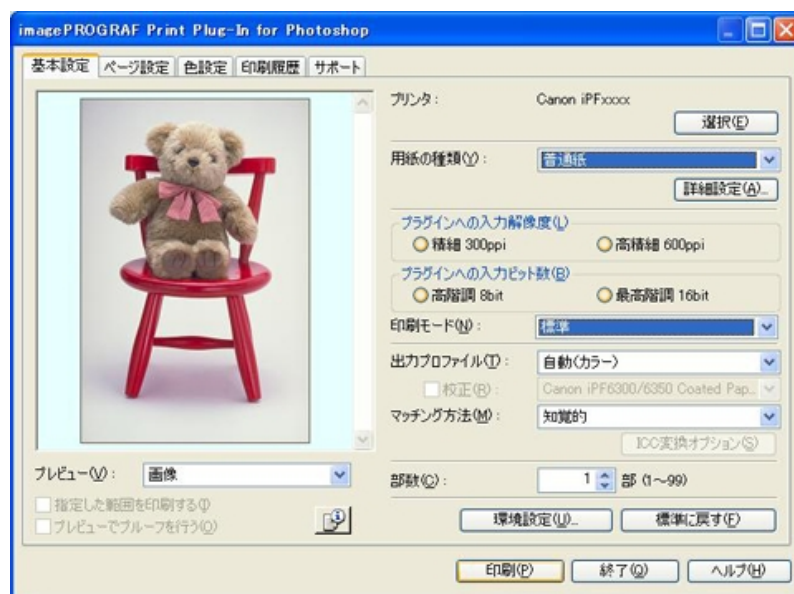 imagePROGRAF Print Plug-In for Photoshop
基本設定 ページ設定 色設定 印刷履歴 サポート
プリンタ： Canon iPFxxxx
選択(E)
用紙の種類(Y)： 普通紙
詳細設定(A)...
プラグインへの入力解像度(L)
精細 300ppi 高精細 600ppi
プラグインへの入力ビット数(B)
高階調 8bit 最高階調 16bit
印刷モード(N)： 標準
出力プロファイル(T)： 自動(カラー)
校正(R)： Canon iPF6300/6350 Coated Pap...
マッチング方法(M)： 知覚的
ICC変換オプション(S)
プレビュー(V)： 画像
部数(C)： 1 部 (1～99)
指定した範囲を印刷する(I)
プレビューでプルーフを行う(O)
環境設定(U)... 標準に戻す(F)
印刷(P) 終了(Q) ヘルプ(H)